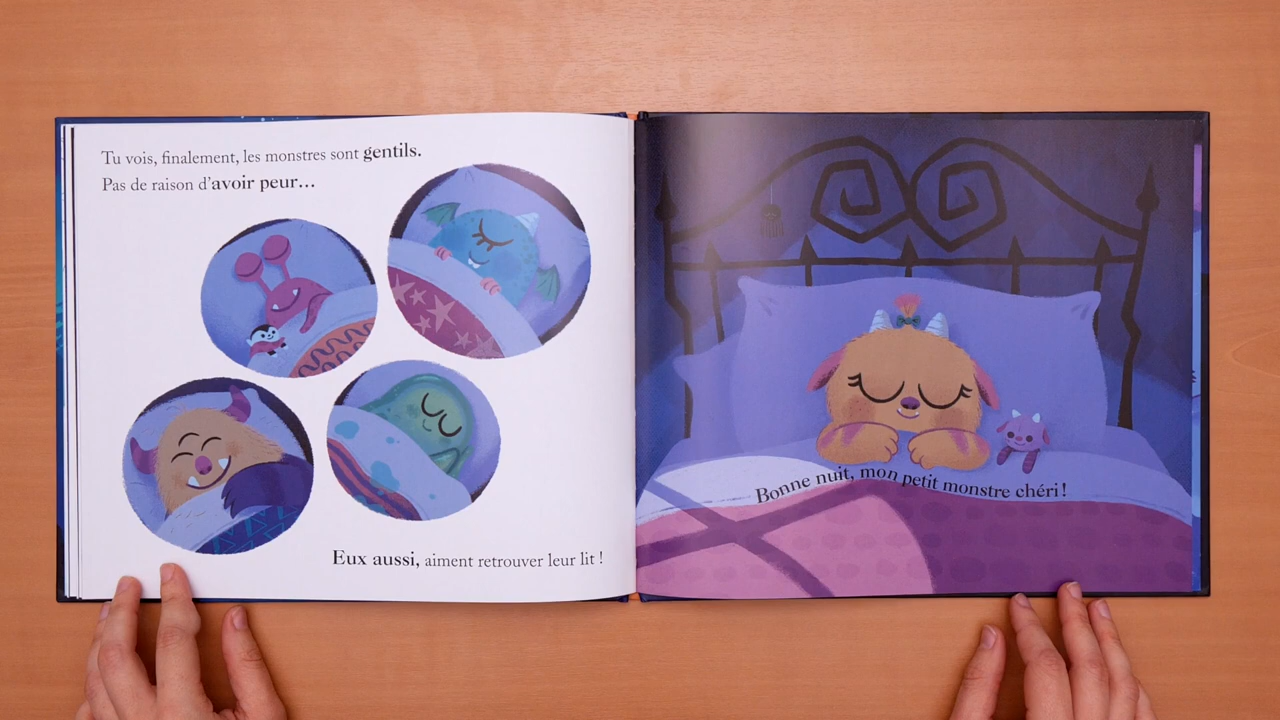 Tu vois, finalement, les monstres sont gentils.
Pas de raison d'avoir peur...
Eux aussi, aiment retrouver leur lit !
Bonne nuit, mon petit monstre chéri !